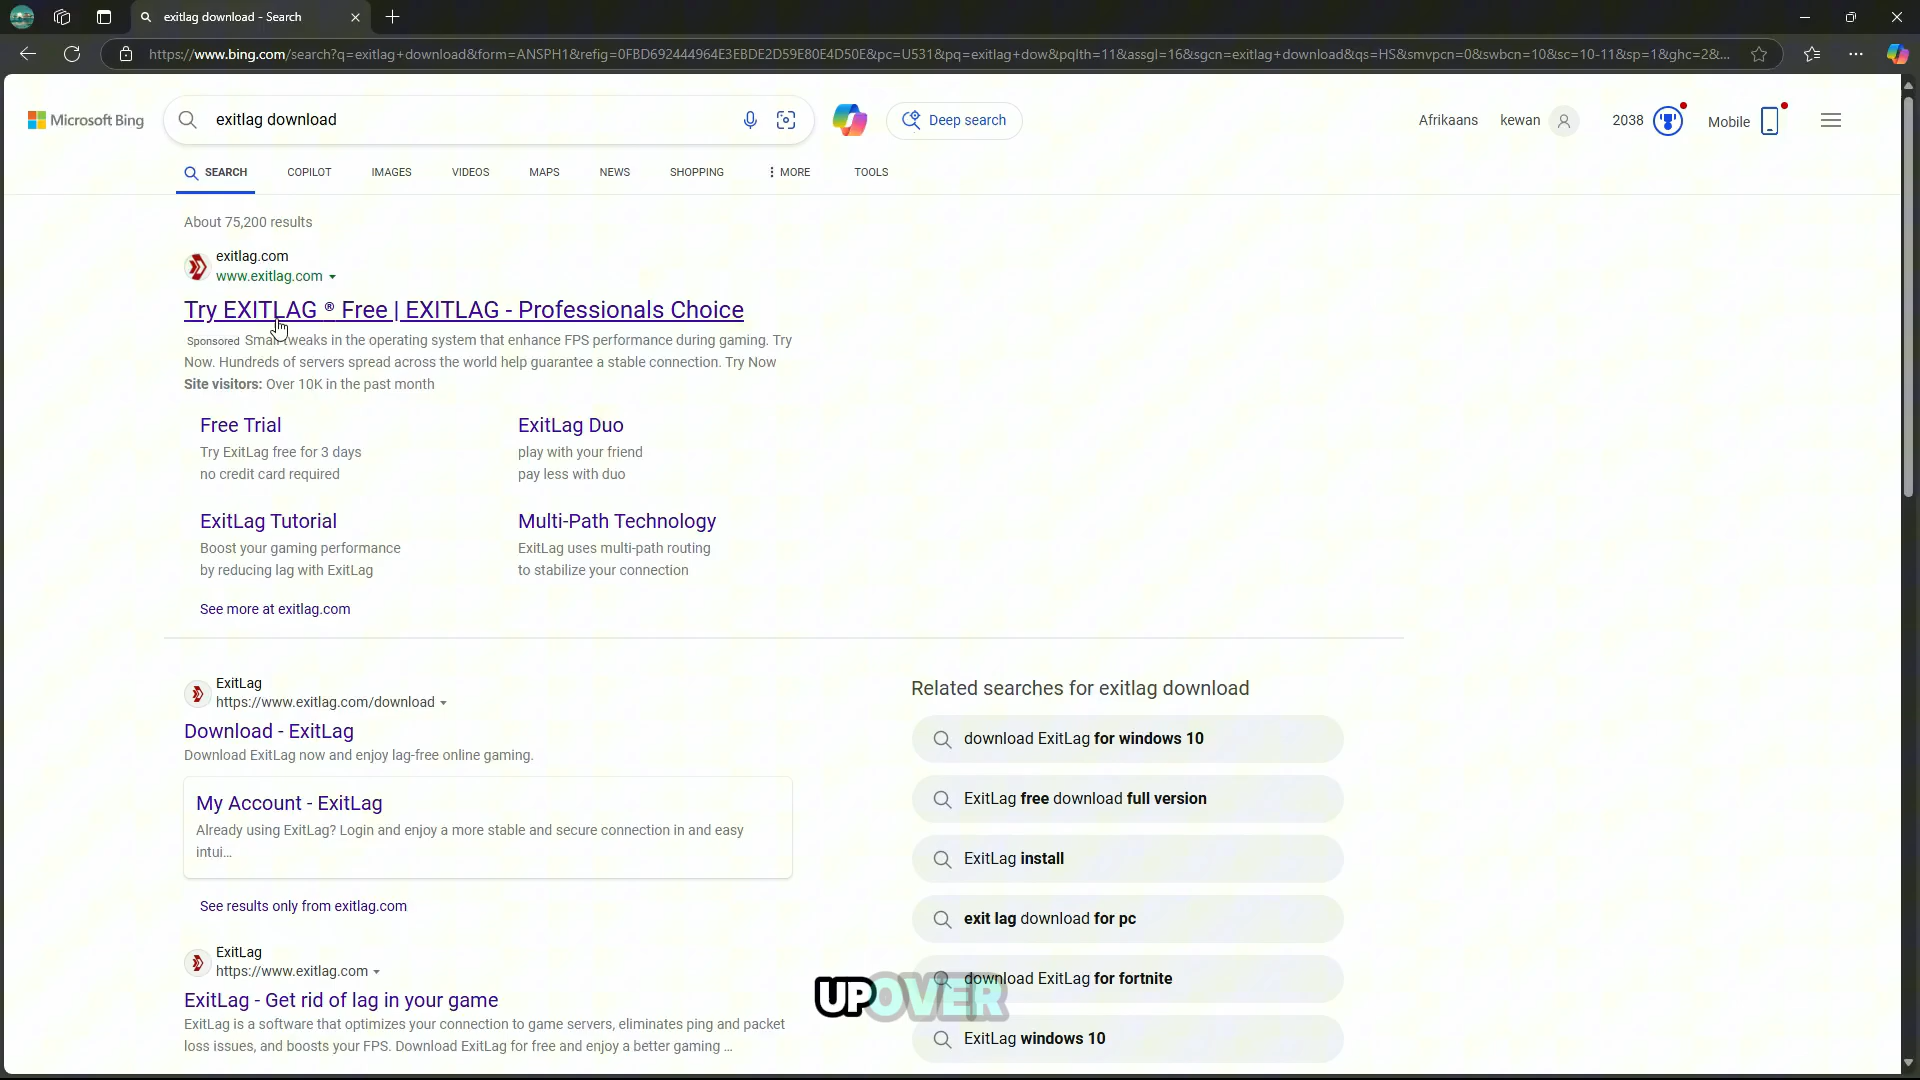 exitlag download - Search
https://www.bing.com/search?q=exitlag+download&form=ANSPH1&refig=0FBD692444964E3EBDE2D59E80E4D50E&pc=U531&pq=exitlag+dow&pqlth=11&assgl=16&sgcn=exitlag+download&qs=HS&smvpcn=0&swbcn=10&sc=10-11&sp=1&ghc=2&...
Microsoft Bing
exitlag download
Deep search
Afrikaans
kewan
2038
Mobile
SEARCH
COPILOT
IMAGES
VIDEOS
MAPS
NEWS
SHOPPING
MORE
TOOLS
About 75,200 results
exitlag.com
www.exitlag.com
Try EXITLAG ® Free | EXITLAG - Professionals Choice
Sponsored Smart tweaks in the operating system that enhance FPS performance during gaming. Try
Now. Hundreds of servers spread across the world help guarantee a stable connection. Try Now
Site visitors: Over 10K in the past month
Free Trial
Try ExitLag free for 3 days
no credit card required
ExitLag Duo
play with your friend
pay less with duo
ExitLag Tutorial
Boost your gaming performance
by reducing lag with ExitLag
Multi-Path Technology
ExitLag uses multi-path routing
to stabilize your connection
See more at exitlag.com
ExitLag
https://www.exitlag.com/download
Download - ExitLag
Download ExitLag now and enjoy lag-free online gaming.
My Account - ExitLag
Already using ExitLag? Login and enjoy a more stable and secure connection in and easy
intui...
See results only from exitlag.com
ExitLag
https://www.exitlag.com
ExitLag - Get rid of lag in your game
ExitLag is a software that optimizes your connection to game servers, eliminates ping and packet
loss issues, and boosts your FPS. Download ExitLag for free and enjoy a better gaming ...
Related searches for exitlag download
download ExitLag for windows 10
ExitLag free download full version
ExitLag install
exit lag download for pc
download ExitLag for fortnite
ExitLag windows 10
UP OVER